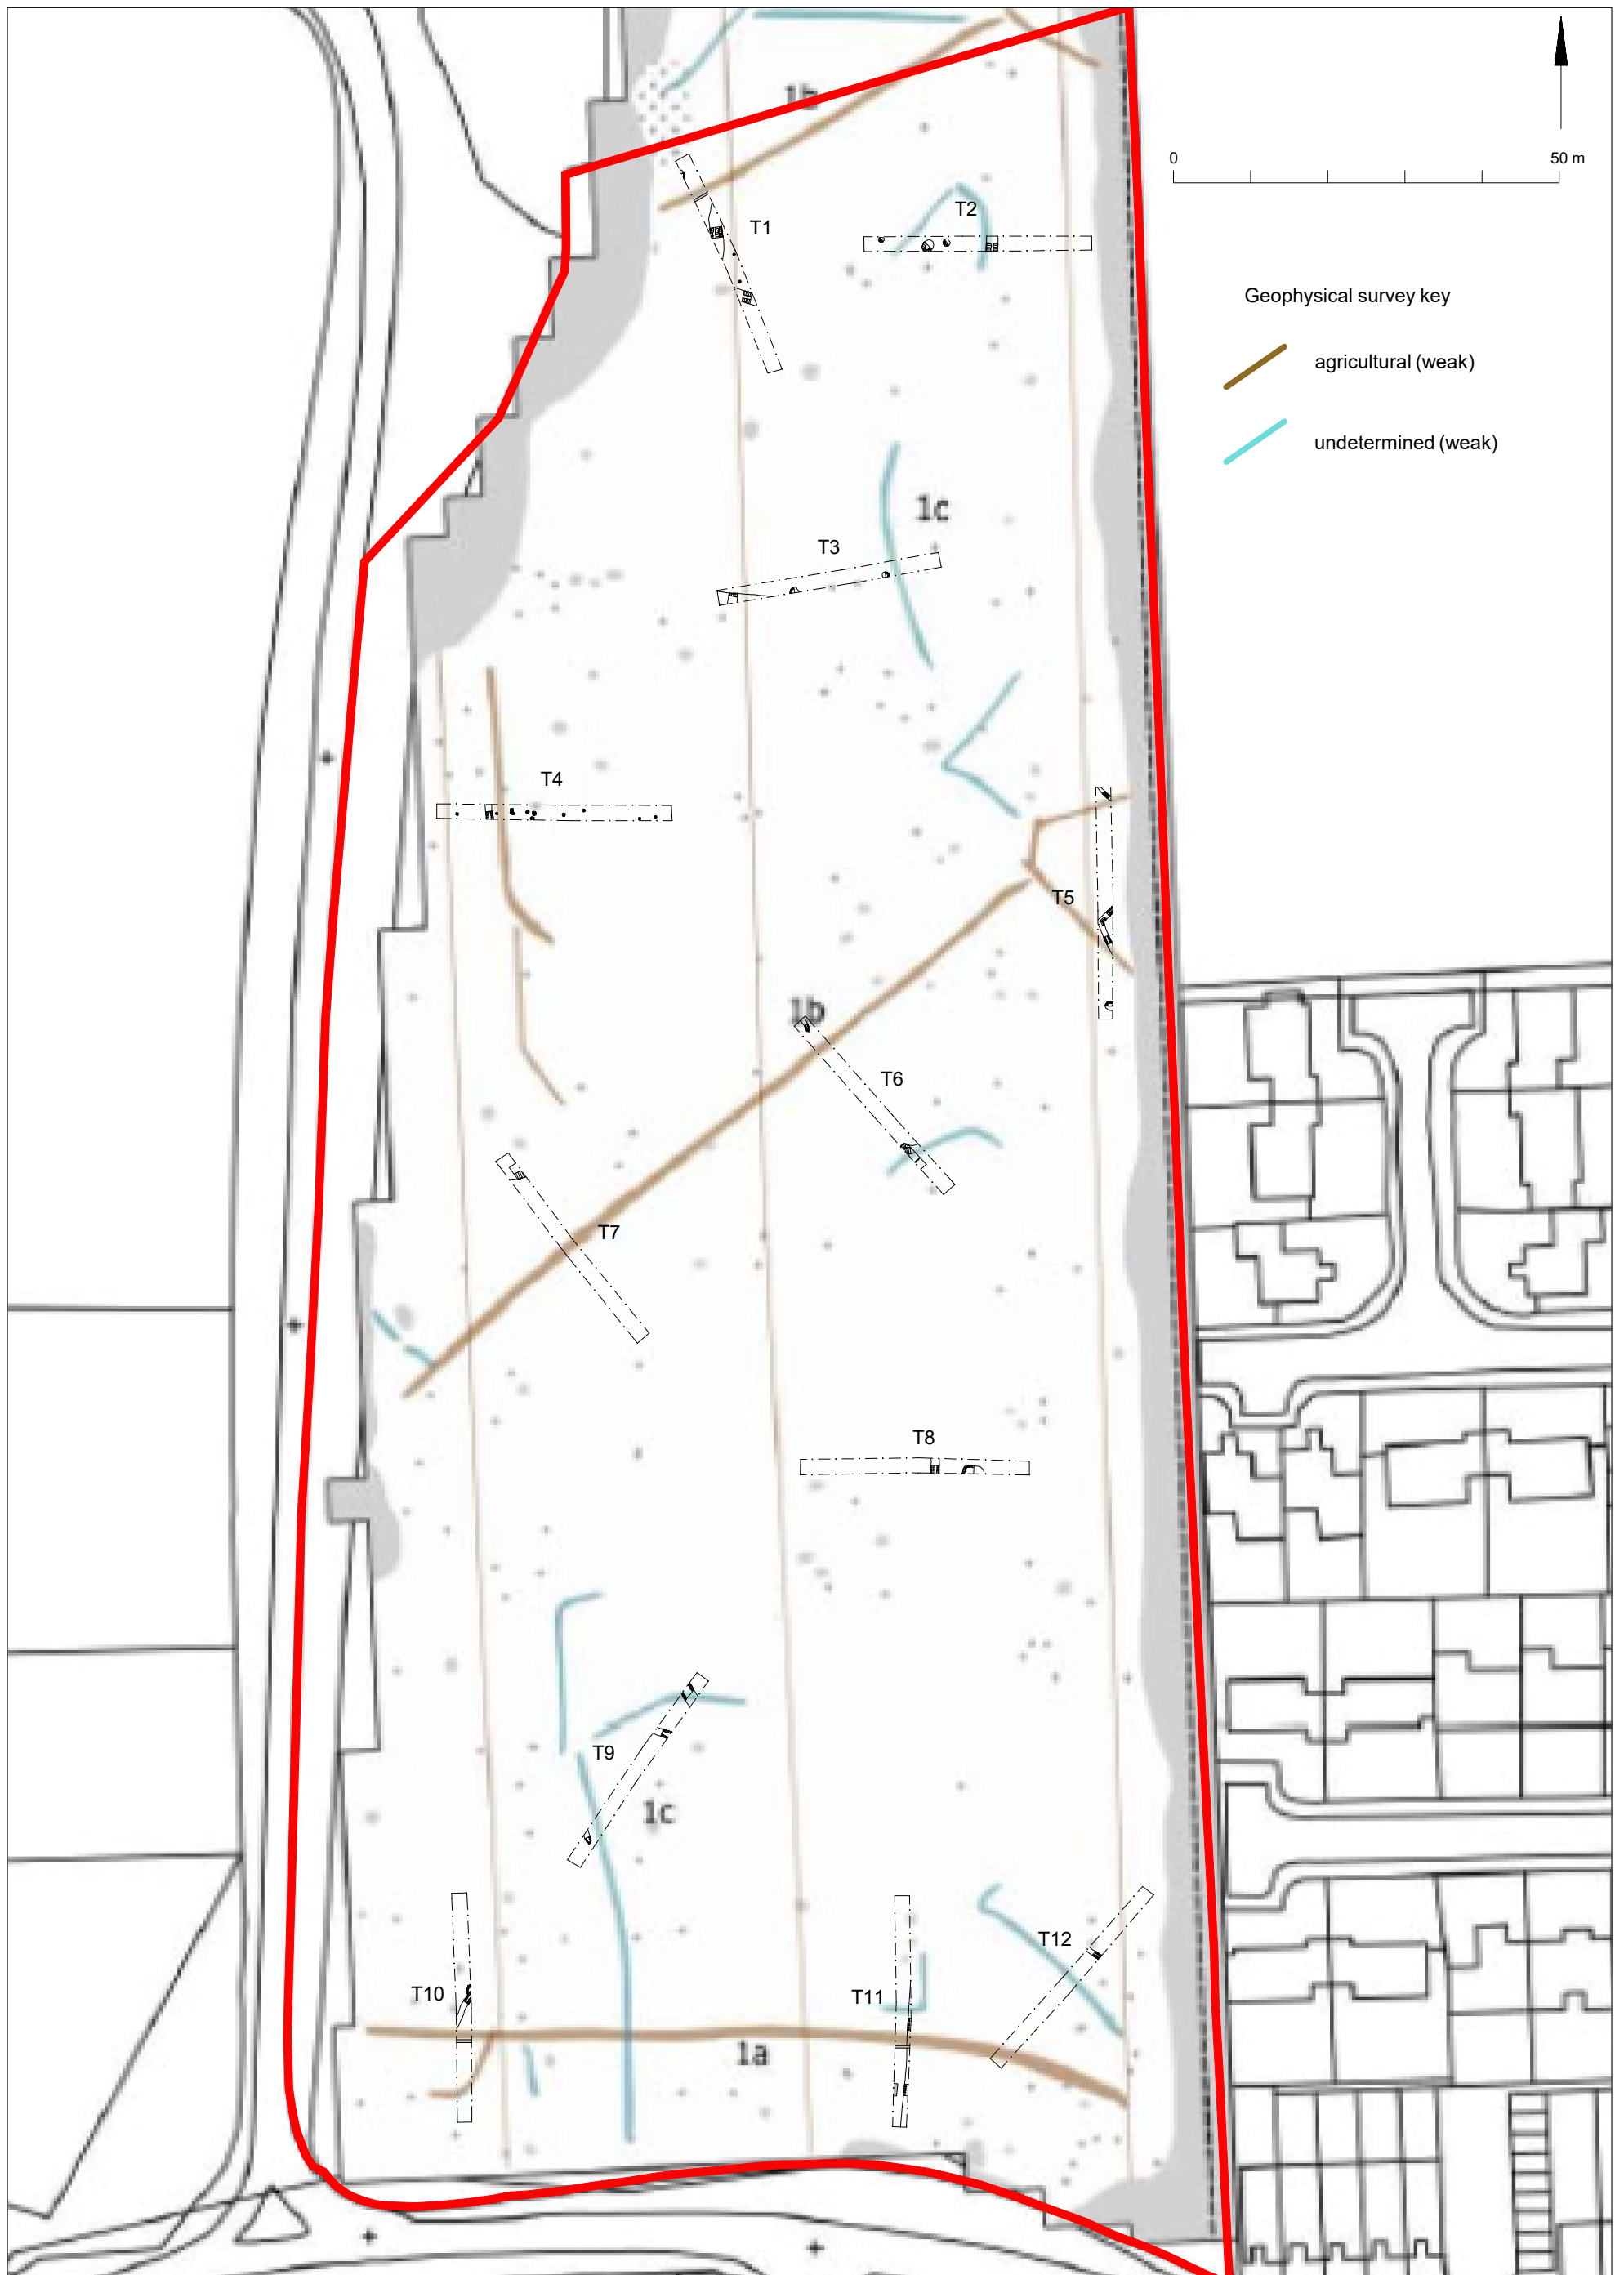 1b
0 50 m
T1
T2
Geophysical survey key
agricultural (weak)
undetermined (weak)
1c
T3
T4
T5
1b
T6
T7
T8
T9
1c
T10
T11
T12
1a